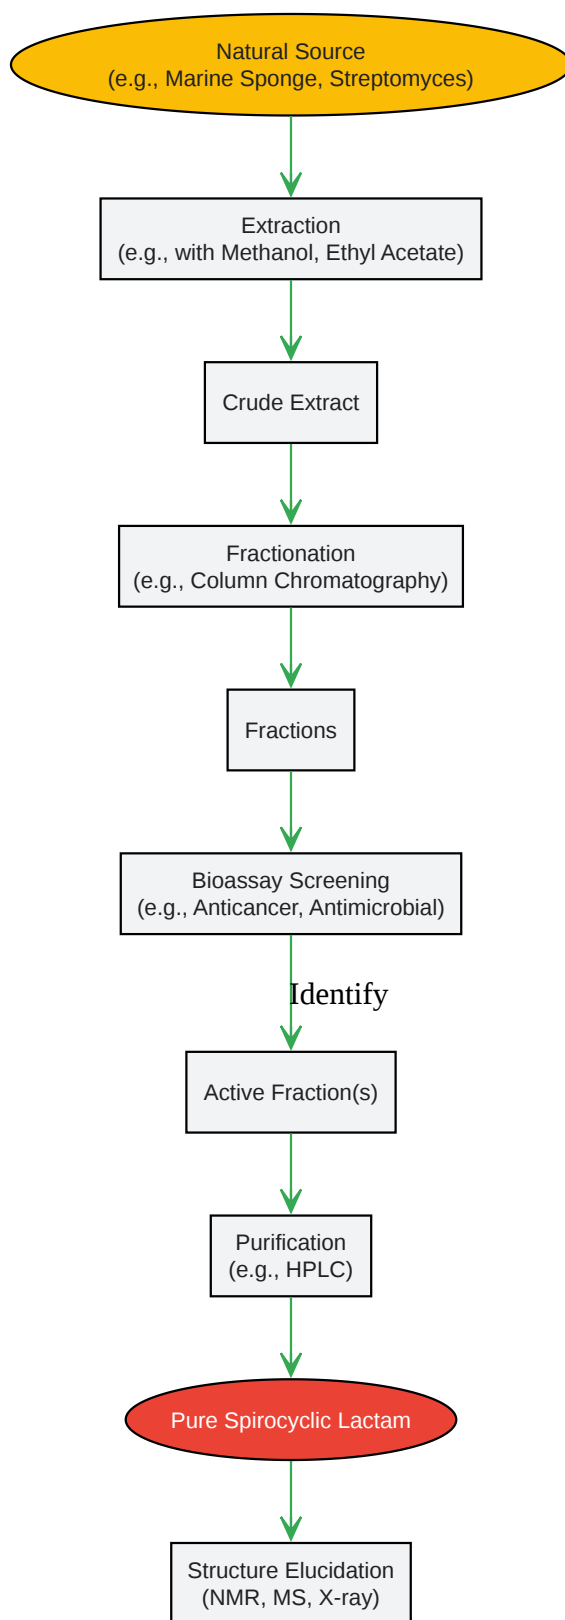 Natural Source
(e.g., Marine Sponge, Streptomyces)
Extraction
(e.g., with Methanol, Ethyl Acetate)
Crude Extract
Fractionation
(e.g., Column Chromatography)
Fractions
Bioassay Screening
(e.g., Anticancer, Antimicrobial)
Identify
Active Fraction(s)
Purification
(e.g., HPLC)
Pure Spirocyclic Lactam
Structure Elucidation
(NMR, MS, X-ray)